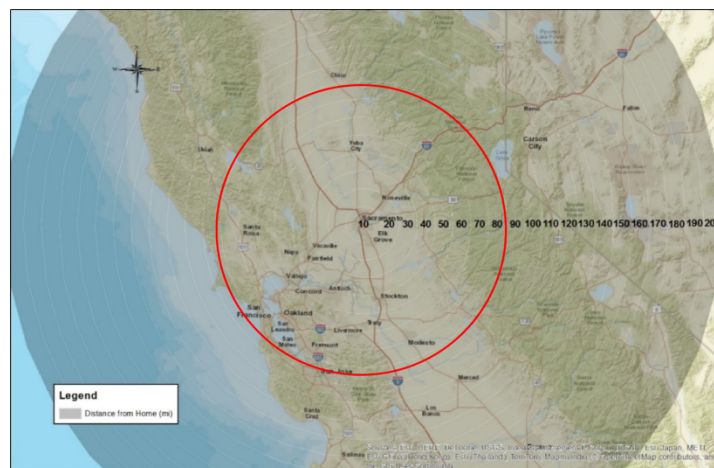 Chico
Reno
Fallon
Carson
City
Ukiah
Yuba
City
Roseville
Sacramento
10 20 30 40 50 60 70 80 90 100 110 120 130 140 150 160 170 180 190 20
Elk
Grove
Santa
Rosa
Napa
Vacaville
Fairfield
Vallejo
Concord
Antioch
Stockton
San
Francisco
Oakland
San
Leandro
San
Mateo
Livermore
Tracy
Fremont
Modesto
San Jose
Merced
Santa
Cruz
Los
Banos
Salinas
Legend
Distance from Home (mi)